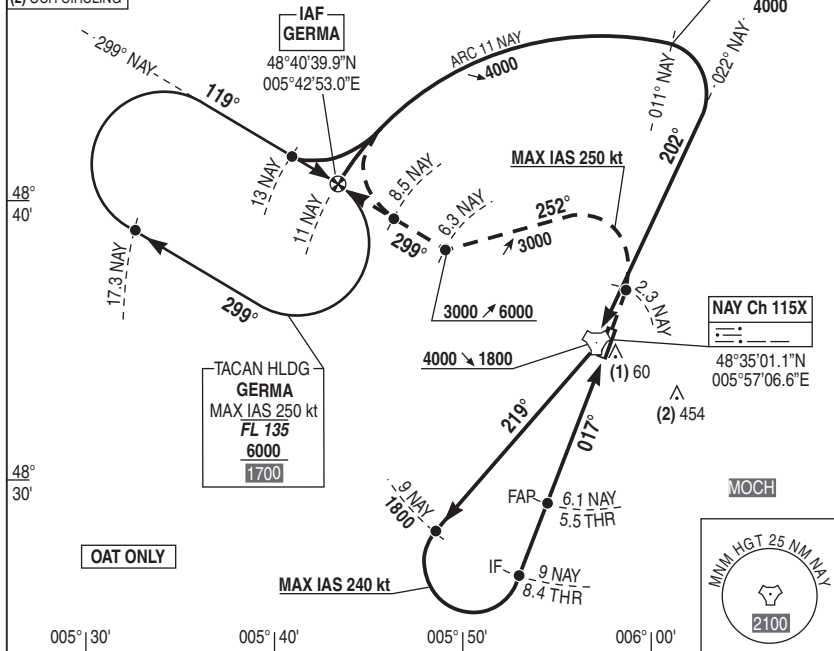 (2) OCH CIRCLING
IAF
GERMA
48°40'39.9"N
005°42'53.0"E
4000
299° NAY
119°
ARC 11 NAY
4000
011° NAY
022° NAY
202°
MAX IAS 250 kt
13 NAY
11 NAY
8.5 NAY
6.3 NAY
252°
3000
299°
48°
40'
17.3 NAY
299°
3000 ↗ 6000
2.3 NAY
4000 ↘ 1800
NAY Ch 115X
48°35'01.1"N
005°57'06.6"E
(1) 60
(2) 454
TACAN HLDG
GERMA
MAX IAS 250 kt
FL 135
6000
1700
219°
017°
48°
30'
9 NAY
1800
FAP
6.1 NAY
5.5 THR
MOCH
OAT ONLY
MAX IAS 240 kt
IF
9 NAY
8.4 THR
MNM HGT 25 NM NAY
2100
005°30'
005°40'
005°50'
006°00'